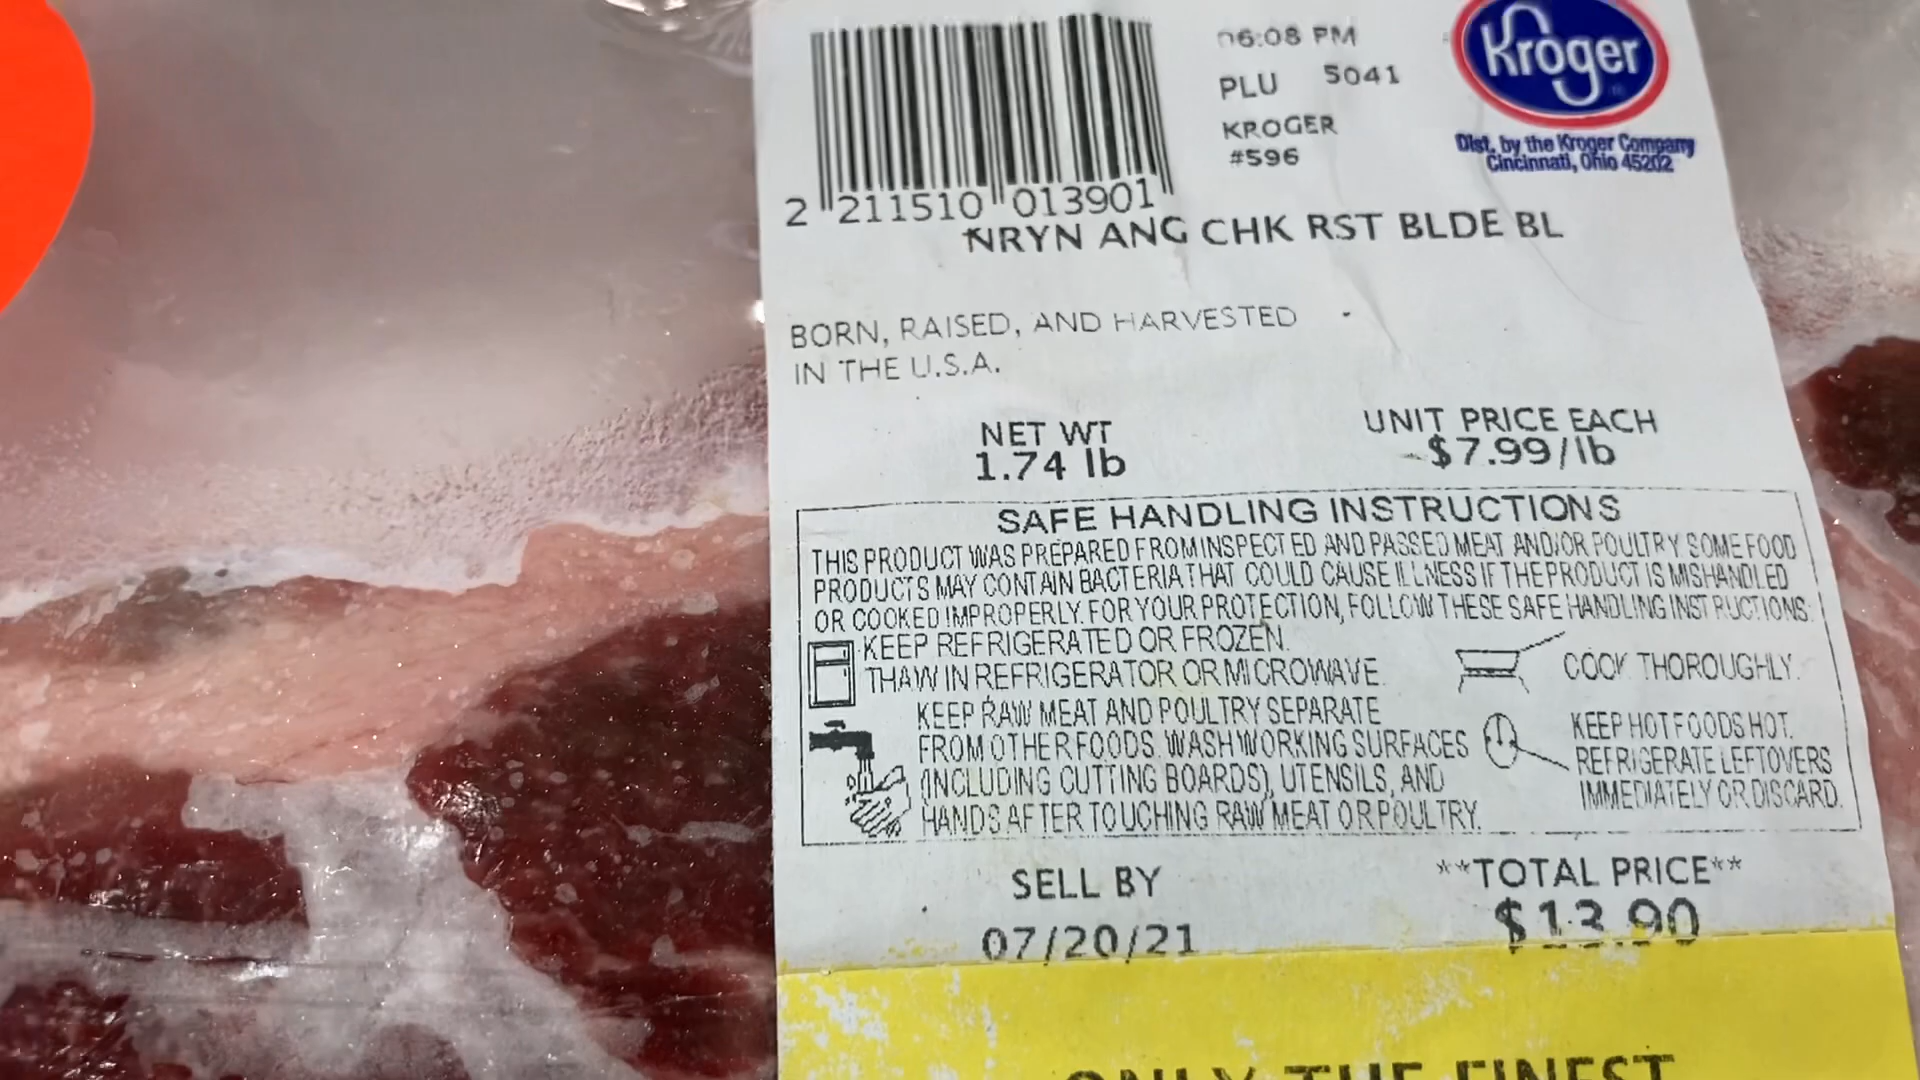 06:08 PM
PLU 5041
KROGER
#596
Kroger
Dist. by the Kroger Company
Cincinnati, Ohio 45202
2 211510 013901
NRYN ANG CHK RST BLDE BL
BORN, RAISED, AND HARVESTED
IN THE U.S.A.
NET WT
1.74 lb
UNIT PRICE EACH
$7.99/lb
SAFE HANDLING INSTRUCTIONS
THIS PRODUCT WAS PREPARED FROM INSPECTED AND PASSED MEAT AND/OR POULTRY. SOME FOOD
PRODUCTS MAY CONTAIN BACTERIA THAT COULD CAUSE ILLNESS IF THE PRODUCT IS MISHANDLED
OR COOKED IMPROPERLY. FOR YOUR PROTECTION, FOLLOW THESE SAFE HANDLING INSTRUCTIONS:
KEEP REFRIGERATED OR FROZEN.
THAW IN REFRIGERATOR OR MICROWAVE.
COOK THOROUGHLY.
KEEP RAW MEAT AND POULTRY SEPARATE
FROM OTHER FOODS. WASH WORKING SURFACES
(INCLUDING CUTTING BOARDS), UTENSILS, AND
HANDS AFTER TOUCHING RAW MEAT OR POULTRY.
KEEP HOT FOODS HOT.
REFRIGERATE LEFTOVERS
IMMEDIATELY OR DISCARD.
SELL BY
07/20/21
**TOTAL PRICE**
$13.90
ONLY THE FINEST